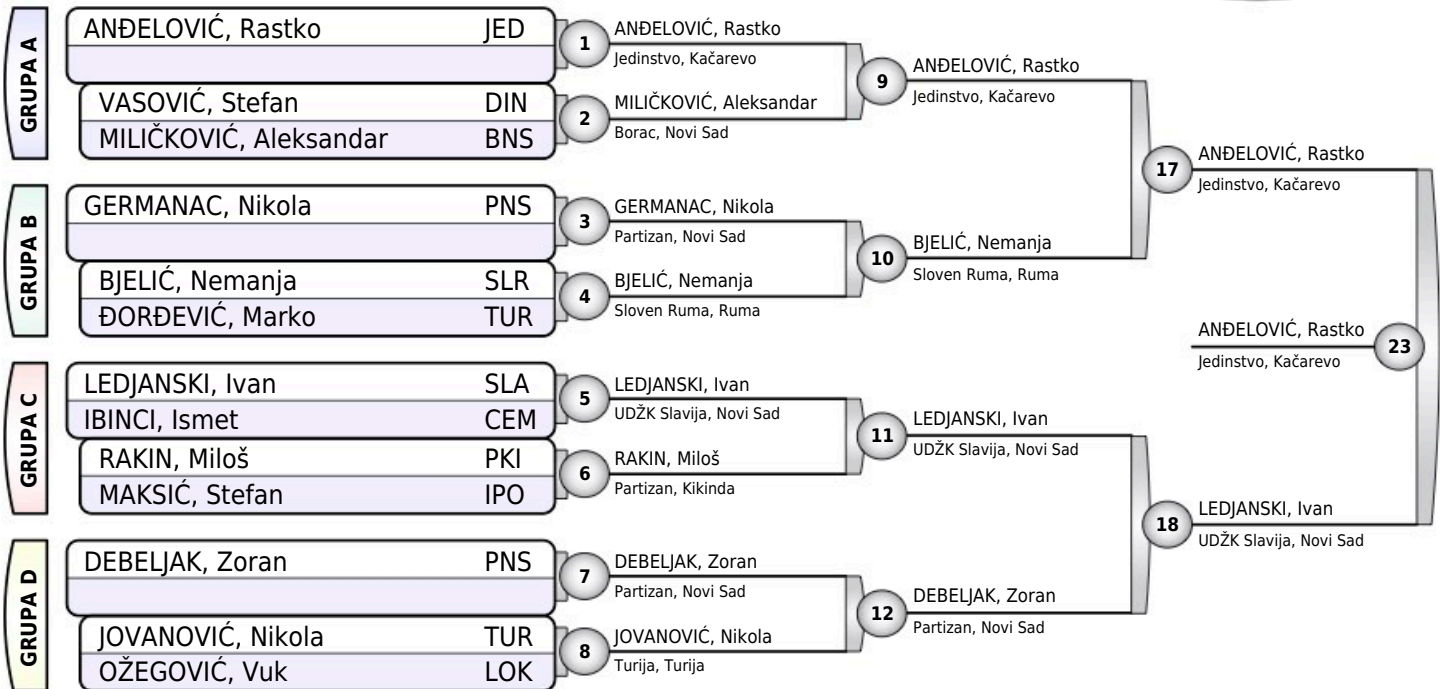 GRUPA A
ANĐELOVIĆ, Rastko JED
VASOVIĆ, Stefan DIN
MILIČKOVIĆ, Aleksandar BNS
GRUPA B
GERMANAC, Nikola PNS
BJELIĆ, Nemanja SLR
ĐORĐEVIĆ, Marko TUR
GRUPA C
LEDJANSKI, Ivan SLA
IBINCI, Ismet CEM
RAKIN, Miloš PKI
MAKSIĆ, Stefan IPO
GRUPA D
DEBELJAK, Zoran PNS
JOVANOVIĆ, Nikola TUR
OŽEGOVIĆ, Vuk LOK
1
ANĐELOVIĆ, Rastko
Jedinstvo, Kačarevo
2
MILIČKOVIĆ, Aleksandar
Borac, Novi Sad
3
GERMANAC, Nikola
Partizan, Novi Sad
4
BJELIĆ, Nemanja
Sloven Ruma, Ruma
5
LEDJANSKI, Ivan
UDŽK Slavija, Novi Sad
6
RAKIN, Miloš
Partizan, Kikinda
7
DEBELJAK, Zoran
Partizan, Novi Sad
8
JOVANOVIĆ, Nikola
Turija, Turija
9
ANĐELOVIĆ, Rastko
Jedinstvo, Kačarevo
10
BJELIĆ, Nemanja
Sloven Ruma, Ruma
11
LEDJANSKI, Ivan
UDŽK Slavija, Novi Sad
12
DEBELJAK, Zoran
Partizan, Novi Sad
17
ANĐELOVIĆ, Rastko
Jedinstvo, Kačarevo
18
LEDJANSKI, Ivan
UDŽK Slavija, Novi Sad
ANĐELOVIĆ, Rastko
Jedinstvo, Kačarevo
23